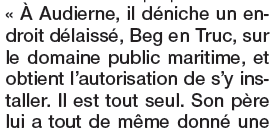 « À Audierne, il déniche un en-
droit délaissé, Beg en Truc, sur
le domaine public maritime, et
obtient l’autorisation de s’y ins-
taller. Il est tout seul. Son père
lui a tout de même donné une